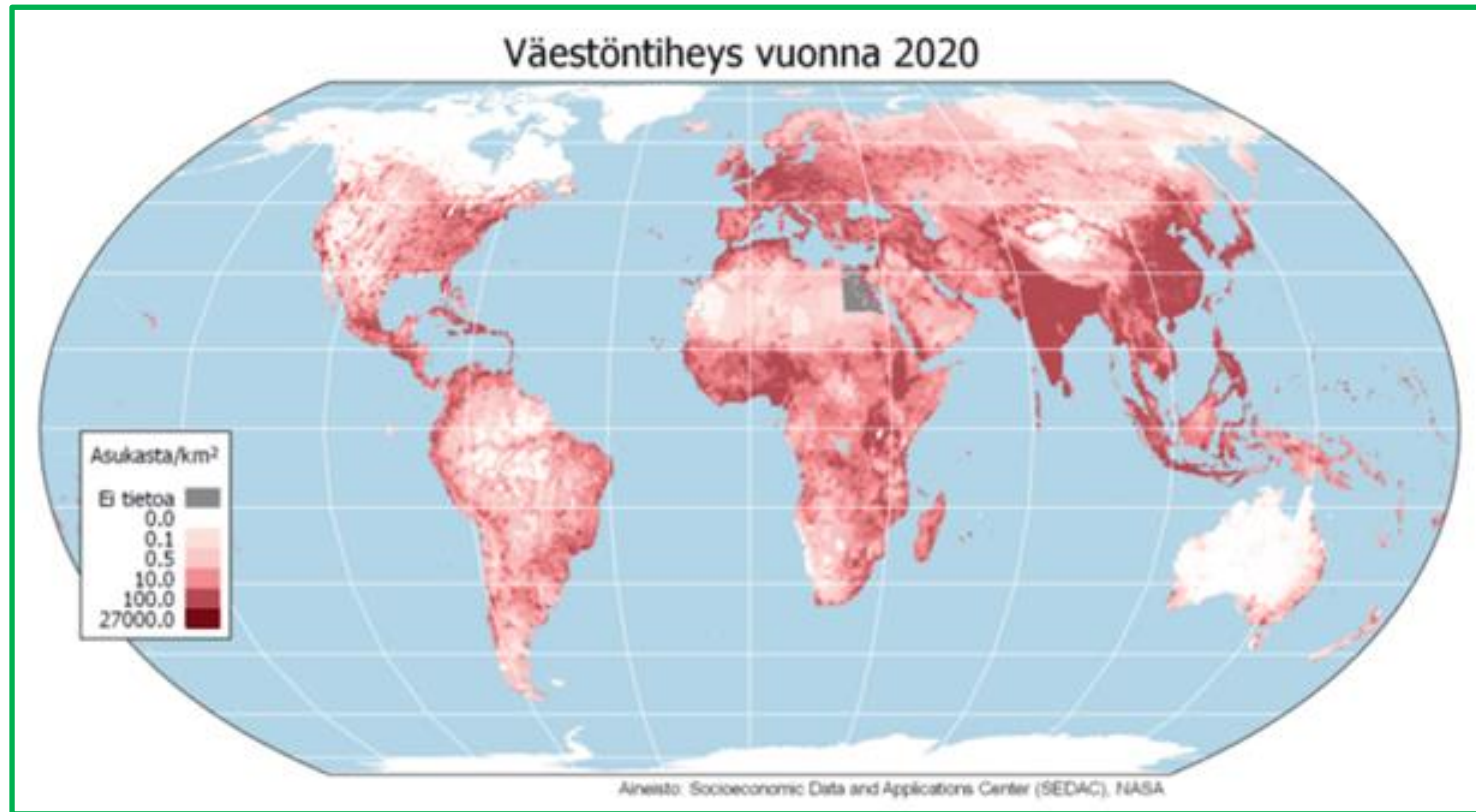 Väestöntiheys vuonna 2020
Asukasta/km²
Ei tietoa
0.0
0.1
0.5
10.0
100.0
27000.0
Aineisto: Socioeconomic Data and Applications Center (SEDAC), NASA